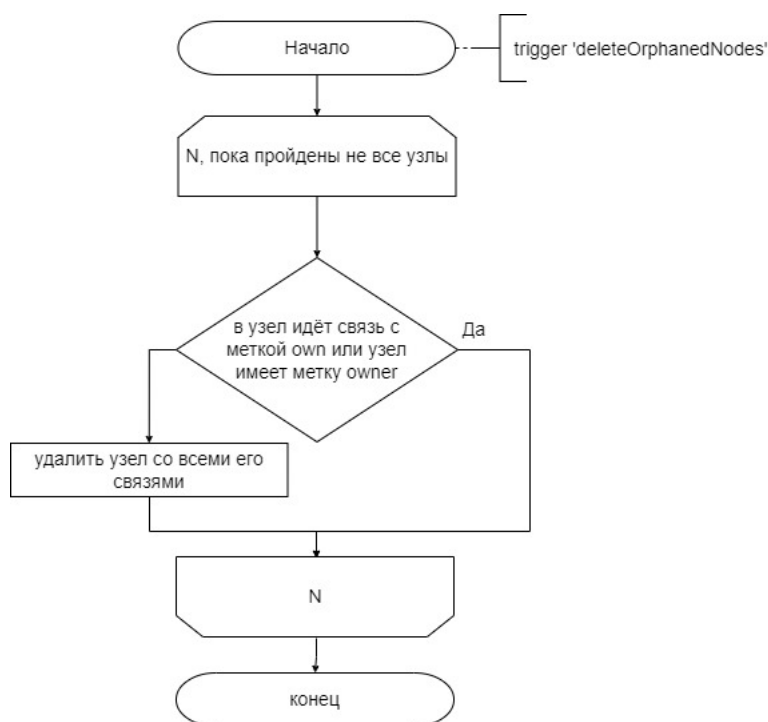 Начало
trigger 'deleteOrphanedNodes'
N, пока пройдены не все узлы
в узел идёт связь с
меткой own или узел
имеет метку owner
Да
удалить узел со всеми его
связями
N
конец